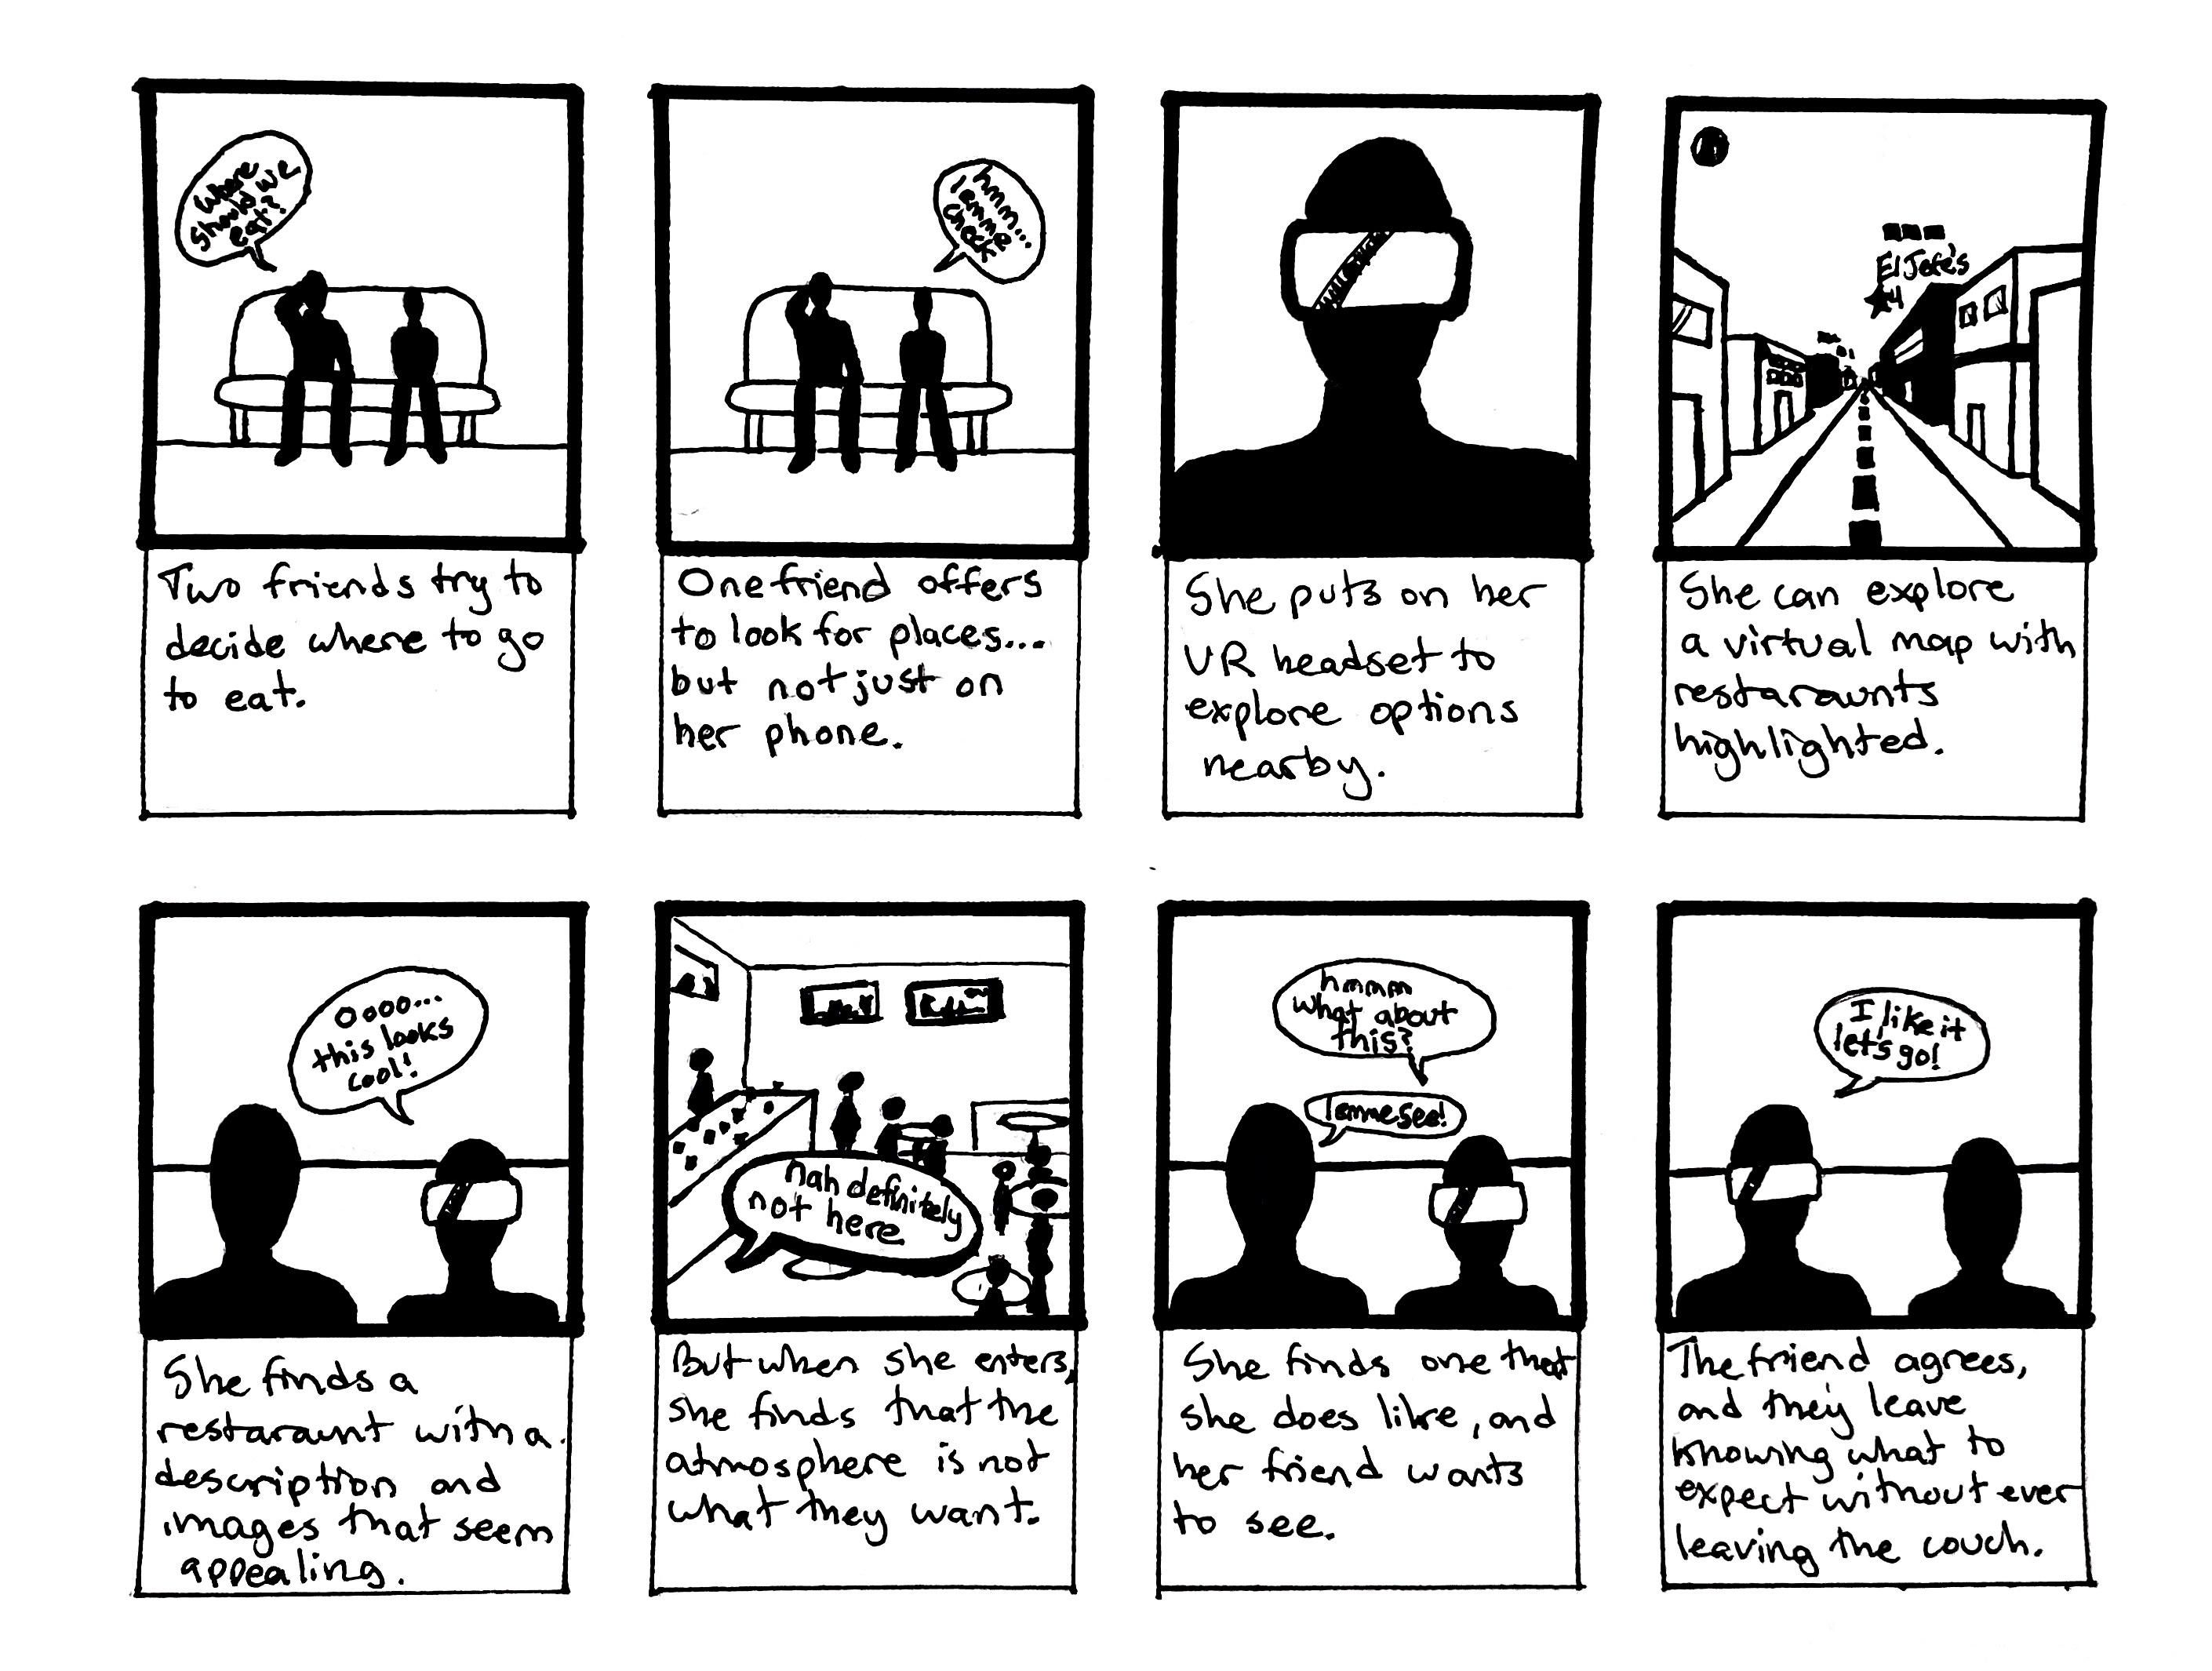 Where
should we
eat?
hmm...
lemme
check
El Jefe's
★4
Two friends try to
decide where to go
to eat.
One friend offers
to look for places...
but not just on
her phone.
She puts on her
VR headset to
explore options
nearby.
She can explore
a virtual map with
restaraunts
highlighted.
Oooo...
this looks
cool!
Nah definitely
not here
hmmm
what about
this?
lemme see!
I like it
let's go!
She finds a
restaraunt with a
description and
images that seem
appealing.
But when she enters,
she finds that the
atmosphere is not
what they want.
She finds one that
she does like, and
her friend wants
to see.
The friend agrees,
and they leave
knowing what to
expect without ever
leaving the couch.